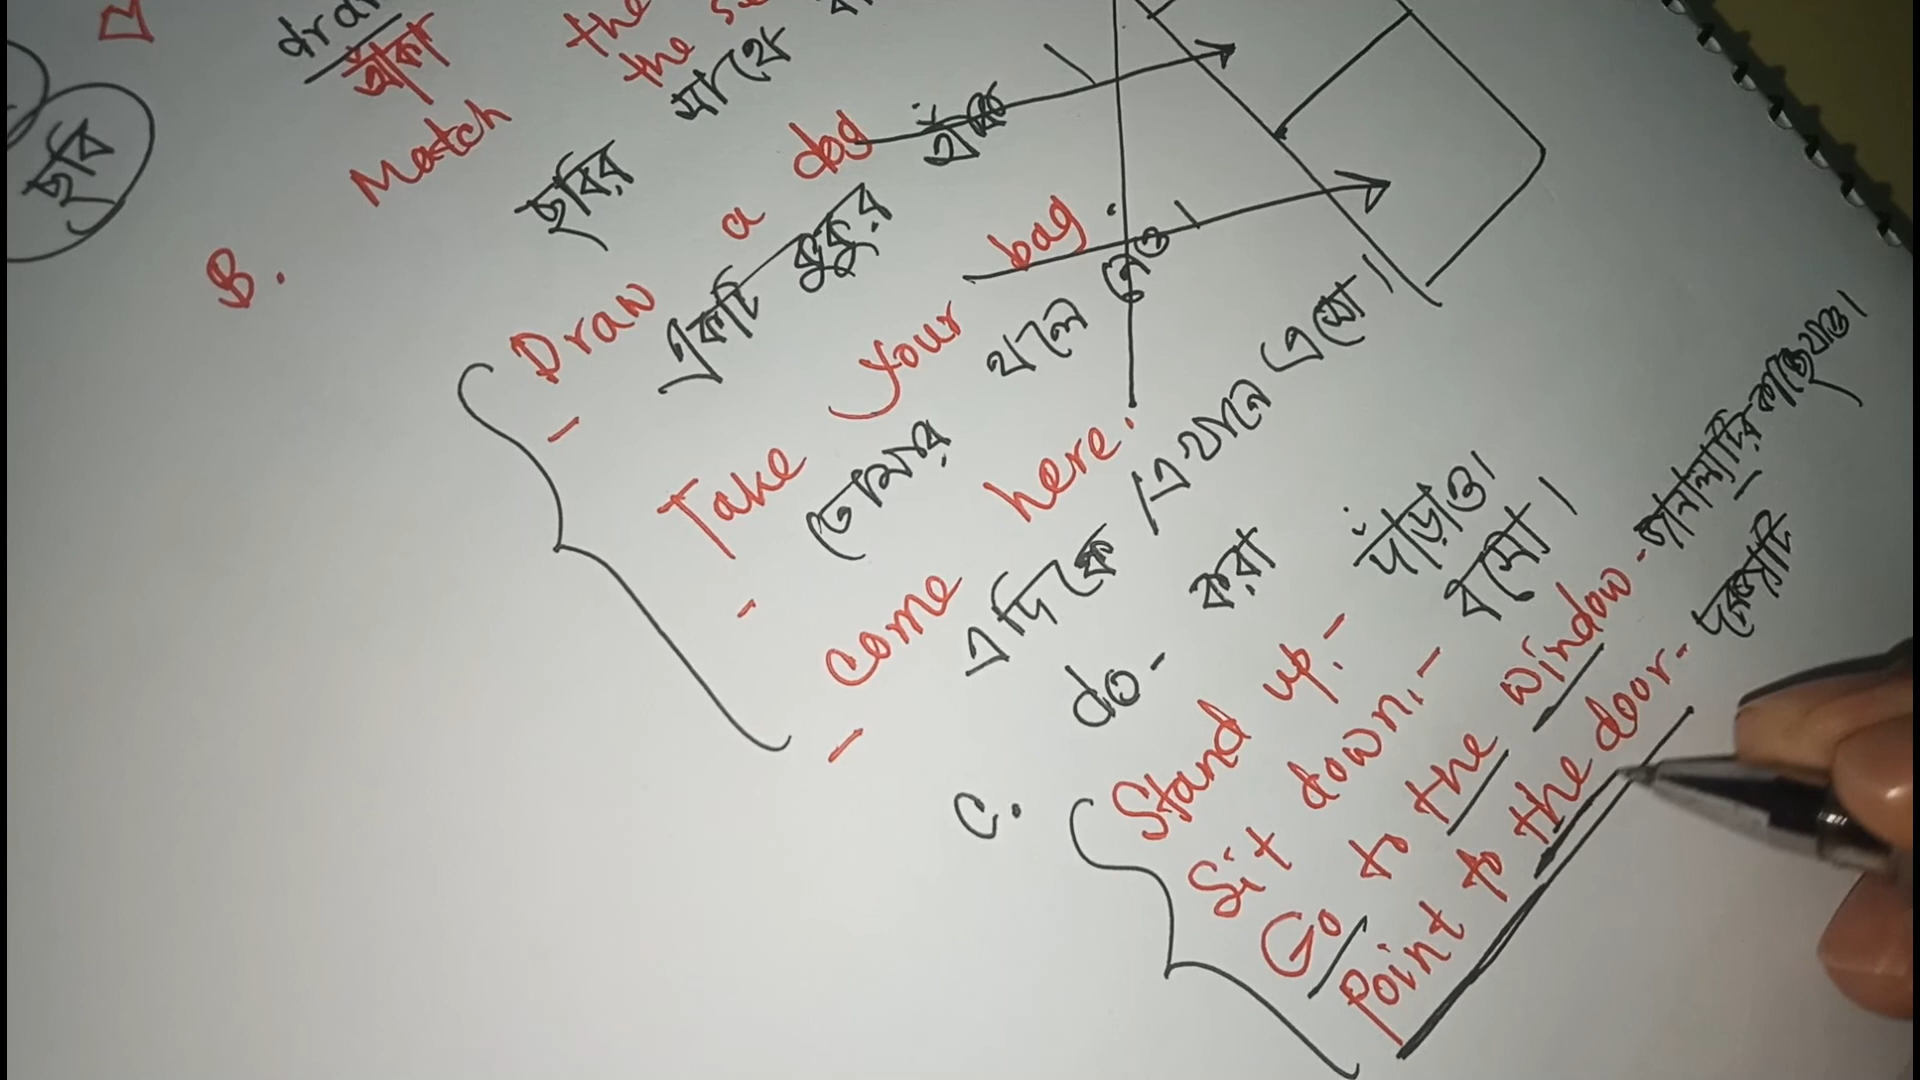 ছবি
আঁকা
B. Match the
the
ছবির সাথে
Draw a dog
- একটি কুকুর আঁক
Take your bag.
- তোমার থলে নেও
Come here.
- এদিকে এখানে এসো।
do- করা
C. Stand up. - দাঁড়াও।
Sit down. - বসো।
Go to the window - জানালাটির কাছে যাও।
Point to the door. - দরজাটি